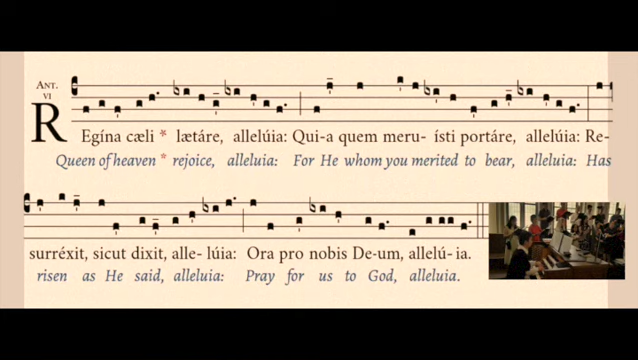 ANT.
VI
REgína cæli * lætáre, allelúia: Qui-a quem meru- ísti portáre, allelúia: Re-
Queen of heaven * rejoice, alleluia: For He whom you merited to bear, alleluia: Has
surréxit, sicut dixit, alle- lúia: Ora pro nobis De-um, allelú- ia.
risen as He said, alleluia: Pray for us to God, alleluia.